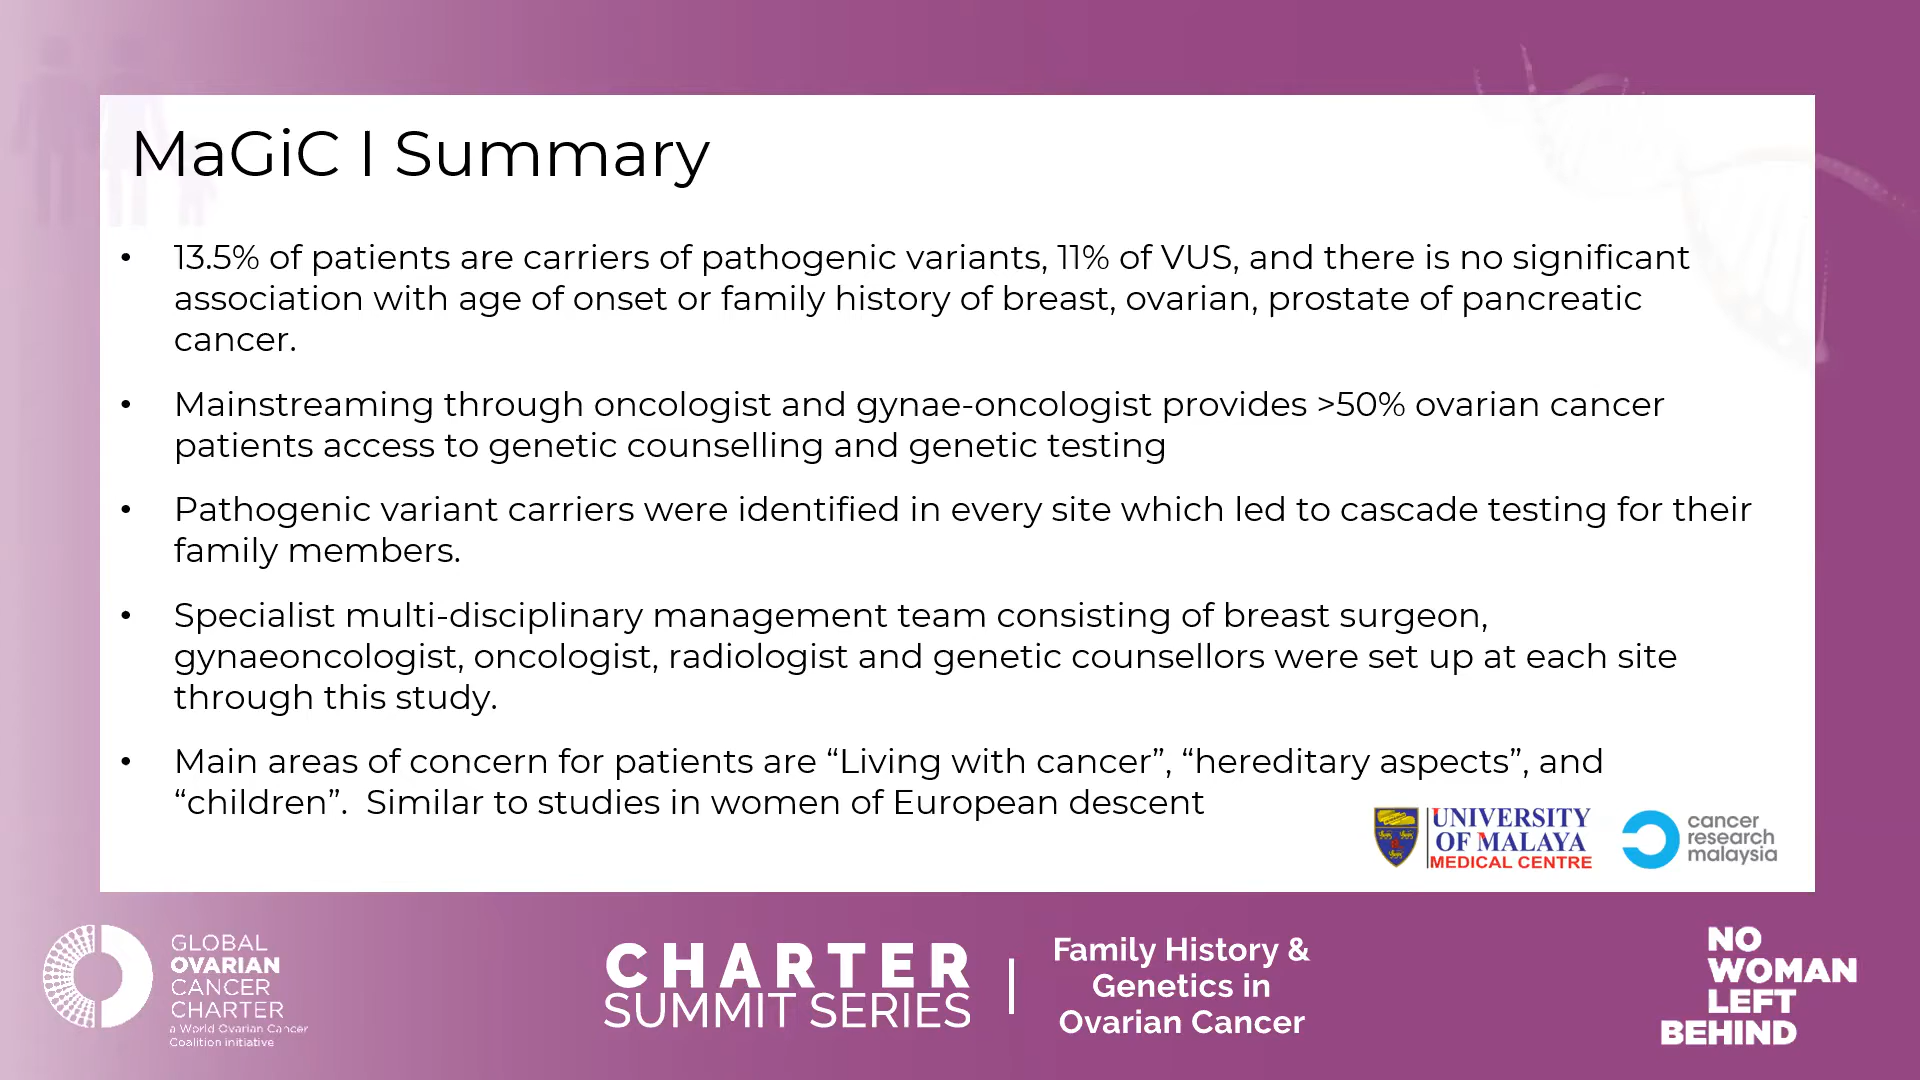 MaGiC I Summary
• 13.5% of patients are carriers of pathogenic variants, 11% of VUS, and there is no significant
association with age of onset or family history of breast, ovarian, prostate of pancreatic
cancer.
• Mainstreaming through oncologist and gynae-oncologist provides >50% ovarian cancer
patients access to genetic counselling and genetic testing
• Pathogenic variant carriers were identified in every site which led to cascade testing for their
family members.
• Specialist multi-disciplinary management team consisting of breast surgeon,
gynaeoncologist, oncologist, radiologist and genetic counsellors were set up at each site
through this study.
• Main areas of concern for patients are “Living with cancer”, “hereditary aspects”, and
“children”.  Similar to studies in women of European descent
UNIVERSITY
OF MALAYA
MEDICAL CENTRE
cancer
research
malaysia
GLOBAL
OVARIAN
CANCER
CHARTER
a World Ovarian Cancer
Coalition initiative
CHARTER
SUMMIT SERIES
Family History &
Genetics in
Ovarian Cancer
NO
WOMAN
LEFT
BEHIND